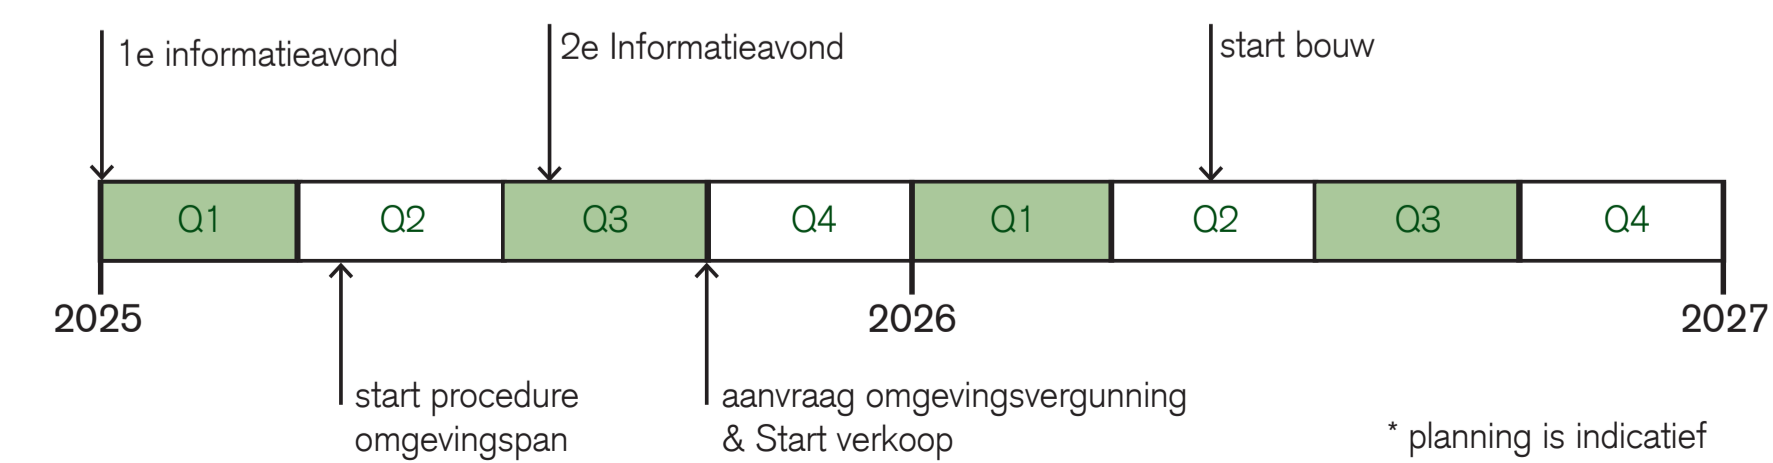 1e informatieavond
2e Informatieavond
start bouw
Q1 Q2 Q3 Q4 Q1 Q2 Q3 Q4
2025 2026 2027
start procedure
omgevingspan
aanvraag omgevingsvergunning
& Start verkoop
* planning is indicatief